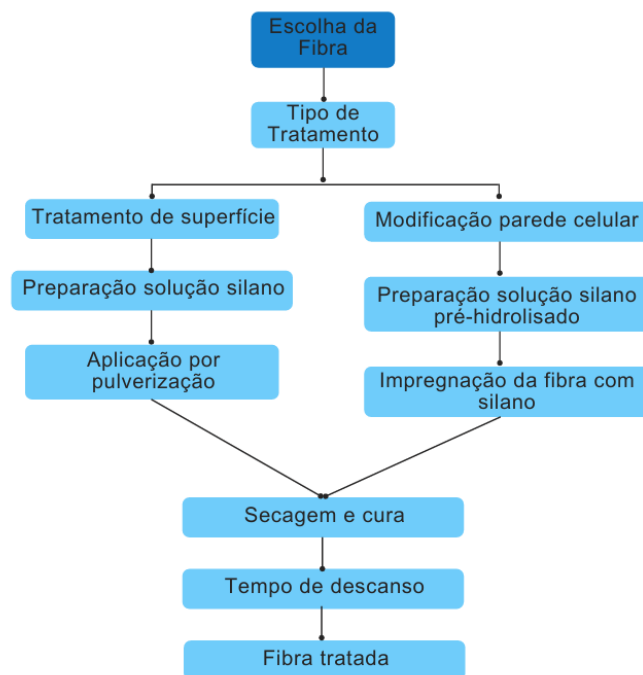 Escolha da
Fibra
Tipo de
Tratamento
Tratamento de superfície
Modificação parede celular
Preparação solução silano
Preparação solução silano
pré-hidrolisado
Aplicação por
pulverização
Impregnação da fibra com
silano
Secagem e cura
Tempo de descanso
Fibra tratada